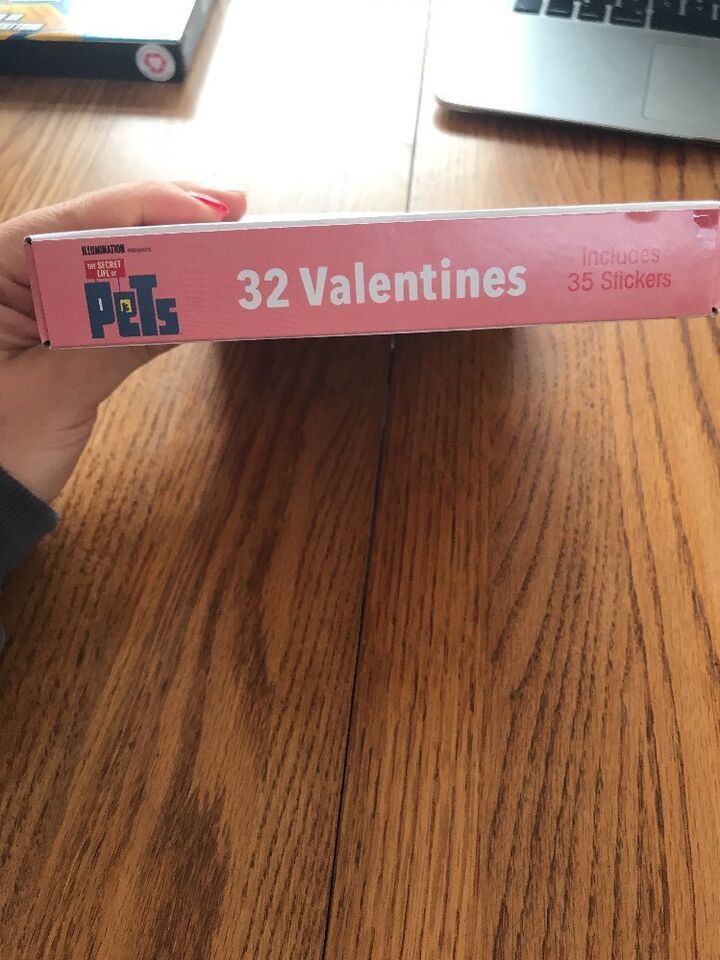 ILLUMINATION PRESENTS
THE SECRET
LIFE OF
PeTs
32 Valentines
Includes
35 Stickers